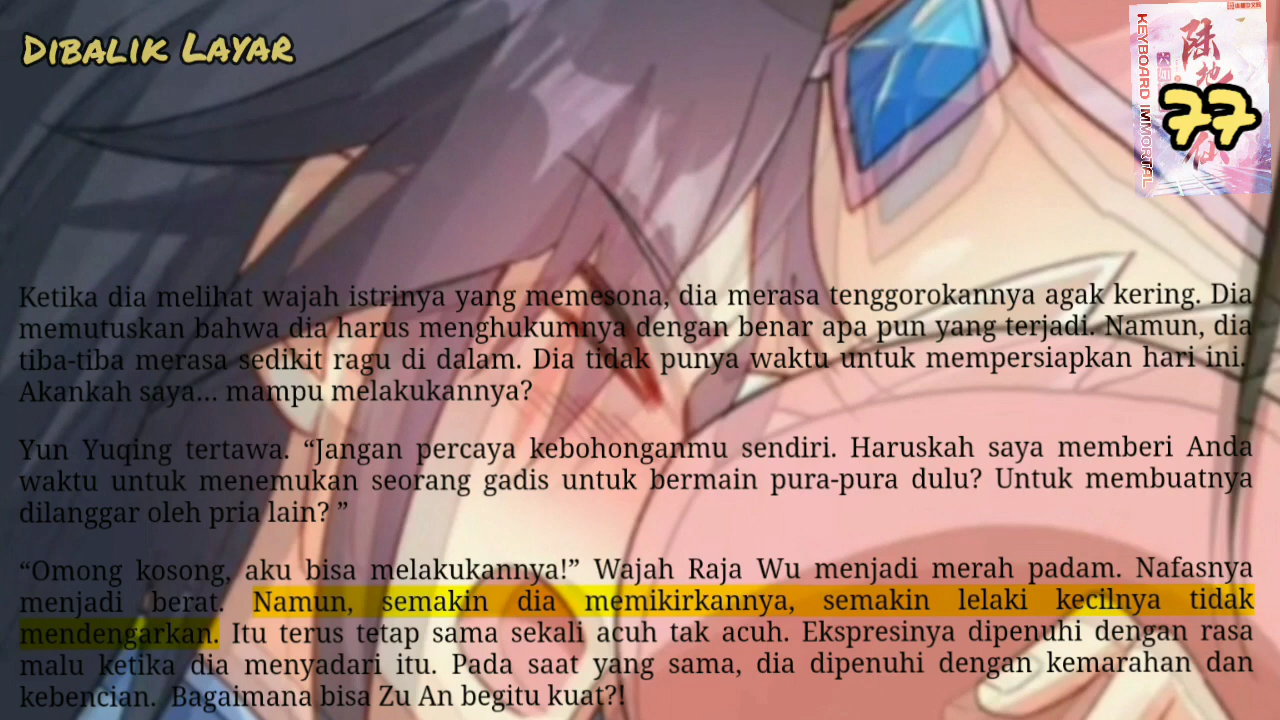 Dibalik Layar
KEYBOARD IMMORTAL
陆地
77
Ketika dia melihat wajah istrinya yang memesona, dia merasa tenggorokannya agak kering. Dia
memutuskan bahwa dia harus menghukumnya dengan benar apa pun yang terjadi. Namun, dia
tiba-tiba merasa sedikit ragu di dalam. Dia tidak punya waktu untuk mempersiapkan hari ini.
Akankah saya... mampu melakukannya?
Yun Yuqing tertawa. “Jangan percaya kebohonganmu sendiri. Haruskah saya memberi Anda
waktu untuk menemukan seorang gadis untuk bermain pura-pura dulu? Untuk membuatnya
dilanggar oleh pria lain? ”
“Omong kosong, aku bisa melakukannya!” Wajah Raja Wu menjadi merah padam. Nafasnya
menjadi berat. Namun, semakin dia memikirkannya, semakin lelaki kecilnya tidak
mendengarkan. Itu terus tetap sama sekali acuh tak acuh. Ekspresinya dipenuhi dengan rasa
malu ketika dia menyadari itu. Pada saat yang sama, dia dipenuhi dengan kemarahan dan
kebencian. Bagaimana bisa Zu An begitu kuat?!